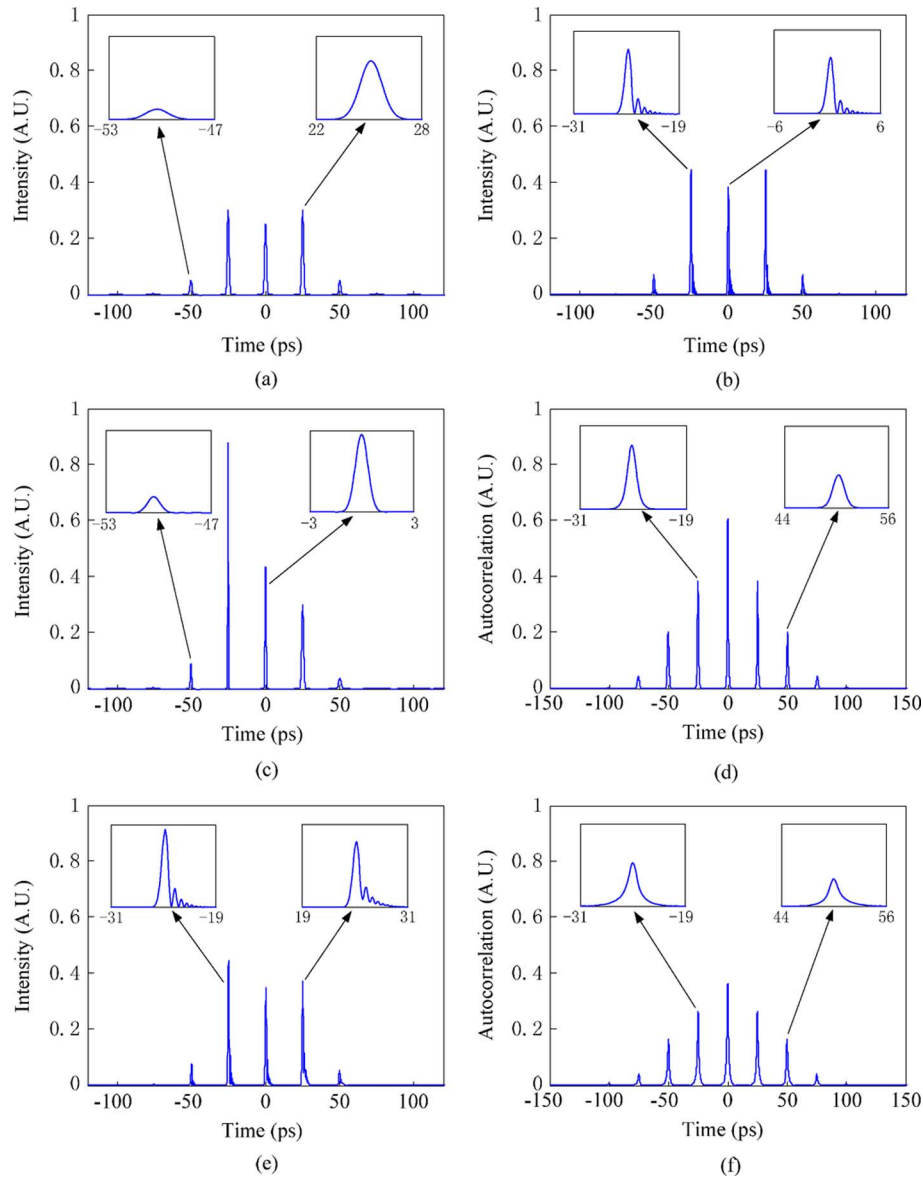 1
0.8
0.6
0.4
0.2
0
Intensity (A.U.)
-53 -47
22 28
-100 -50 0 50 100
Time (ps)
(a)
1
0.8
0.6
0.4
0.2
0
Intensity (A.U.)
-31 -19
-6 6
-100 -50 0 50 100
Time (ps)
(b)
1
0.8
0.6
0.4
0.2
0
Intensity (A.U.)
-53 -47
-3 3
-100 -50 0 50 100
Time (ps)
(c)
1
0.8
0.6
0.4
0.2
0
Autocorrelation (A.U.)
-31 -19
44 56
-150 -100 -50 0 50 100 150
Time (ps)
(d)
1
0.8
0.6
0.4
0.2
0
Intensity (A.U.)
-31 -19
19 31
-100 -50 0 50 100
Time (ps)
(e)
1
0.8
0.6
0.4
0.2
0
Autocorrelation (A.U.)
-31 -19
44 56
-150 -100 -50 0 50 100 150
Time (ps)
(f)